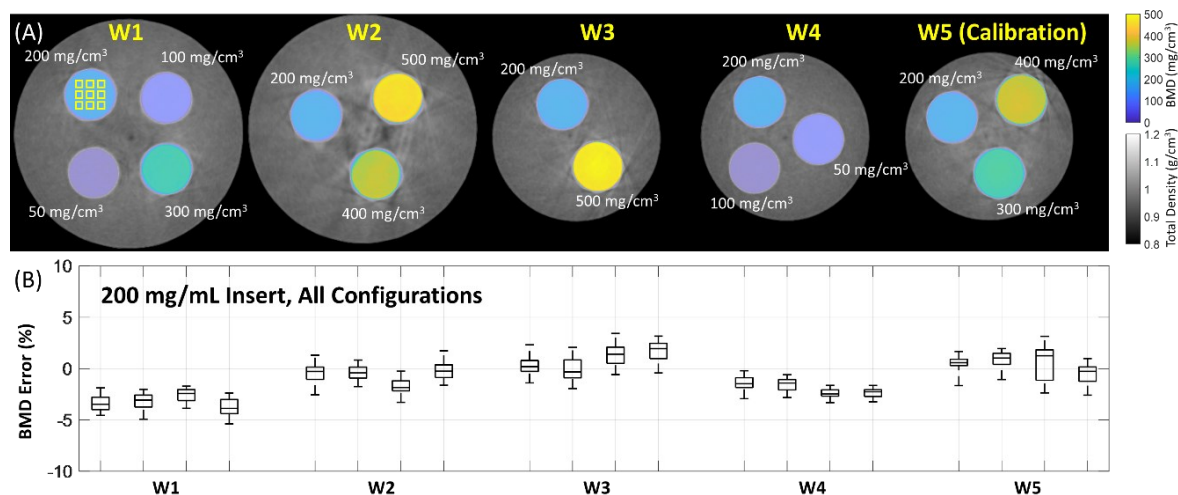 (A)
W1
W2
W3
W4
W5 (Calibration)
200 mg/cm³
100 mg/cm³
50 mg/cm³
300 mg/cm³
200 mg/cm³
500 mg/cm³
400 mg/cm³
200 mg/cm³
500 mg/cm³
200 mg/cm³
50 mg/cm³
100 mg/cm³
200 mg/cm³
400 mg/cm³
300 mg/cm³
500
400
300
200
100
0
BMD (mg/cm³)
1.2
1.1
1
0.9
0.8
Total Density (g/cm³)
(B)
200 mg/mL Insert, All Configurations
BMD Error (%)
10
5
0
-5
-10
W1
W2
W3
W4
W5